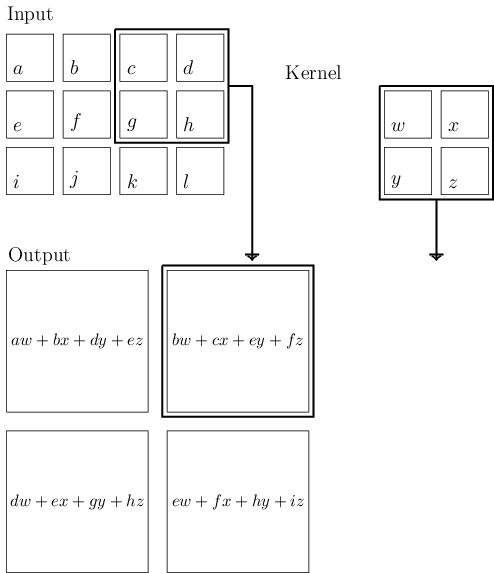 Input
a b c d
Kernel
e f g h
w x
i j k l
y z
Output
aw + bx + dy + ez
bw + cx + ey + fz
dw + ex + gy + hz
ew + fx + hy + iz